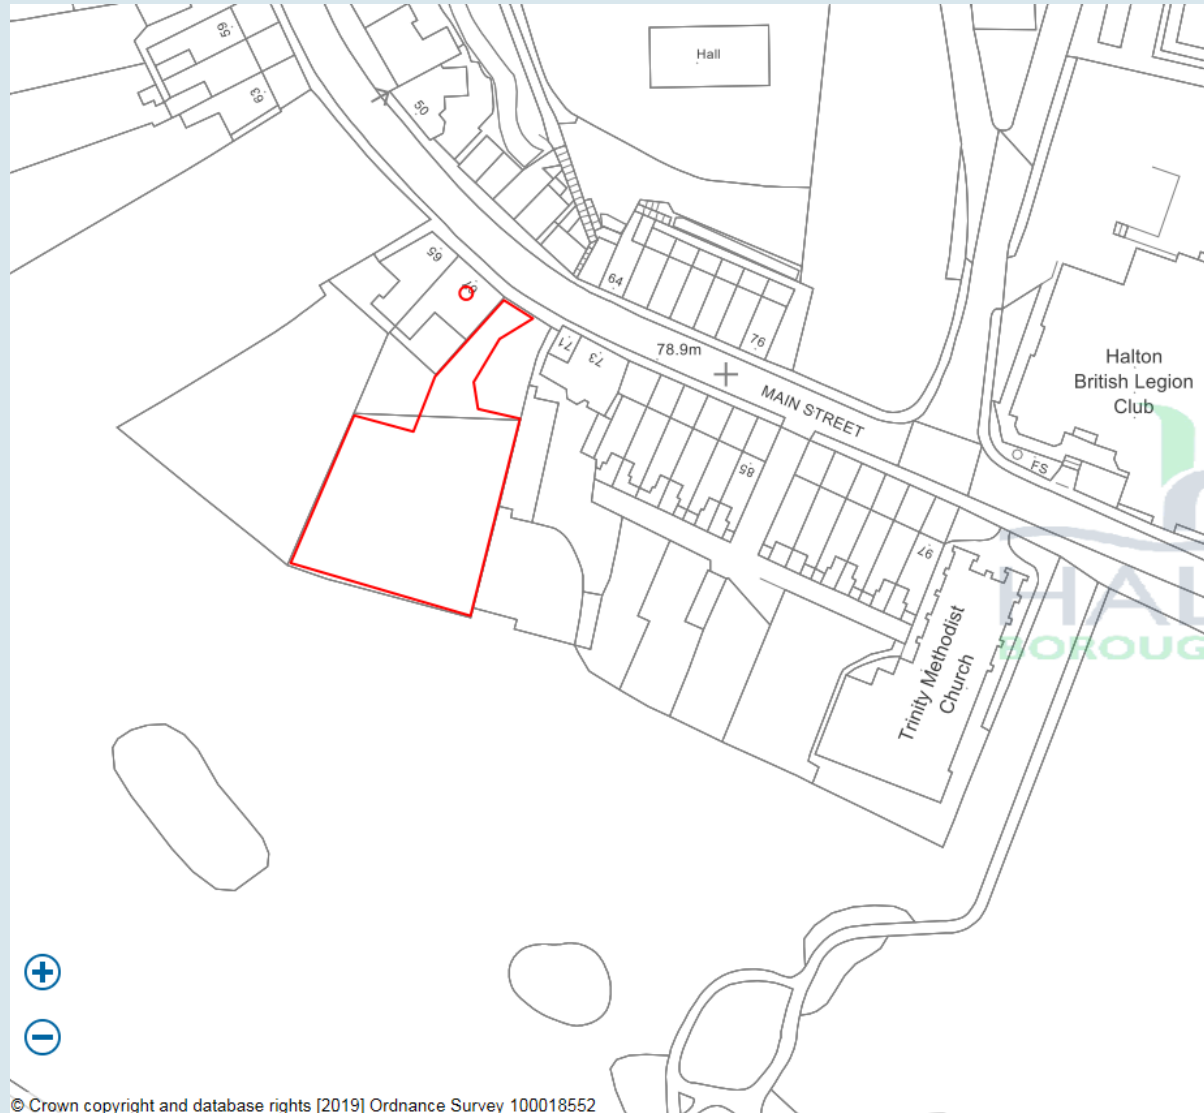 59
63
50
Hall
65
67
64
76
71
73
78.9m
MAIN STREET
Halton
British Legion
Club
85
FS
97
Trinity Methodist
Church
HAL
BOROUG
© Crown copyright and database rights [2019] Ordnance Survey 100018552